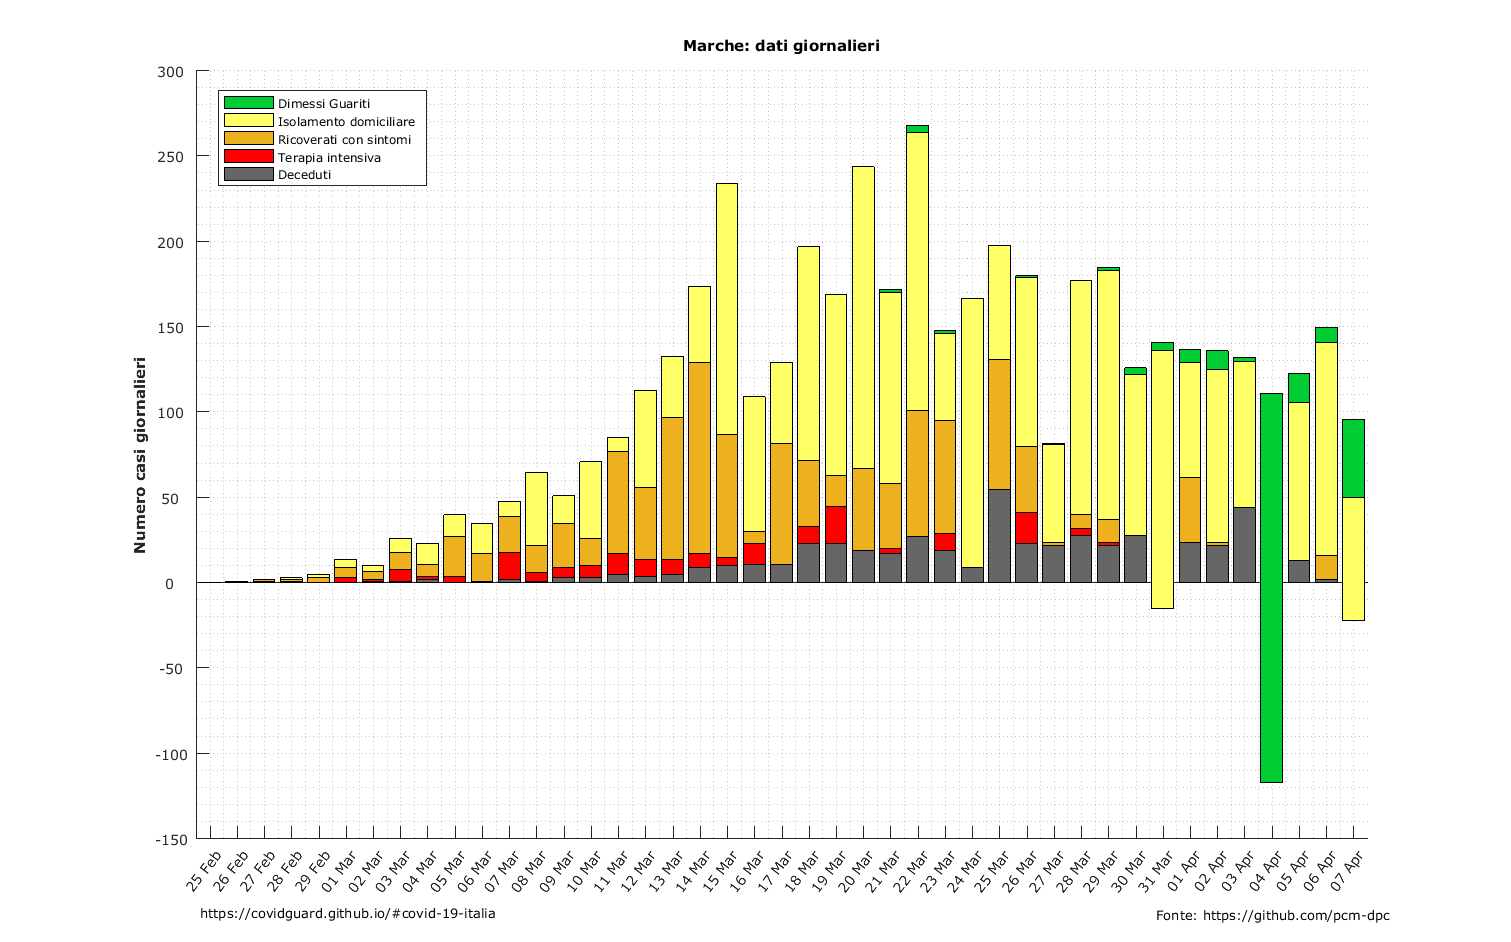 Marche: dati giornalieri
300
250
200
150
100
50
0
-50
-100
-150
Numero casi giornalieri
Dimessi Guariti
Isolamento domiciliare
Ricoverati con sintomi
Terapia intensiva
Deceduti
25 Feb
26 Feb
27 Feb
28 Feb
29 Feb
01 Mar
02 Mar
03 Mar
04 Mar
05 Mar
06 Mar
07 Mar
08 Mar
09 Mar
10 Mar
11 Mar
12 Mar
13 Mar
14 Mar
15 Mar
16 Mar
17 Mar
18 Mar
19 Mar
20 Mar
21 Mar
22 Mar
23 Mar
24 Mar
25 Mar
26 Mar
27 Mar
28 Mar
29 Mar
30 Mar
31 Mar
01 Apr
02 Apr
03 Apr
04 Apr
05 Apr
06 Apr
07 Apr
https://covidguard.github.io/#covid-19-italia
Fonte: https://github.com/pcm-dpc